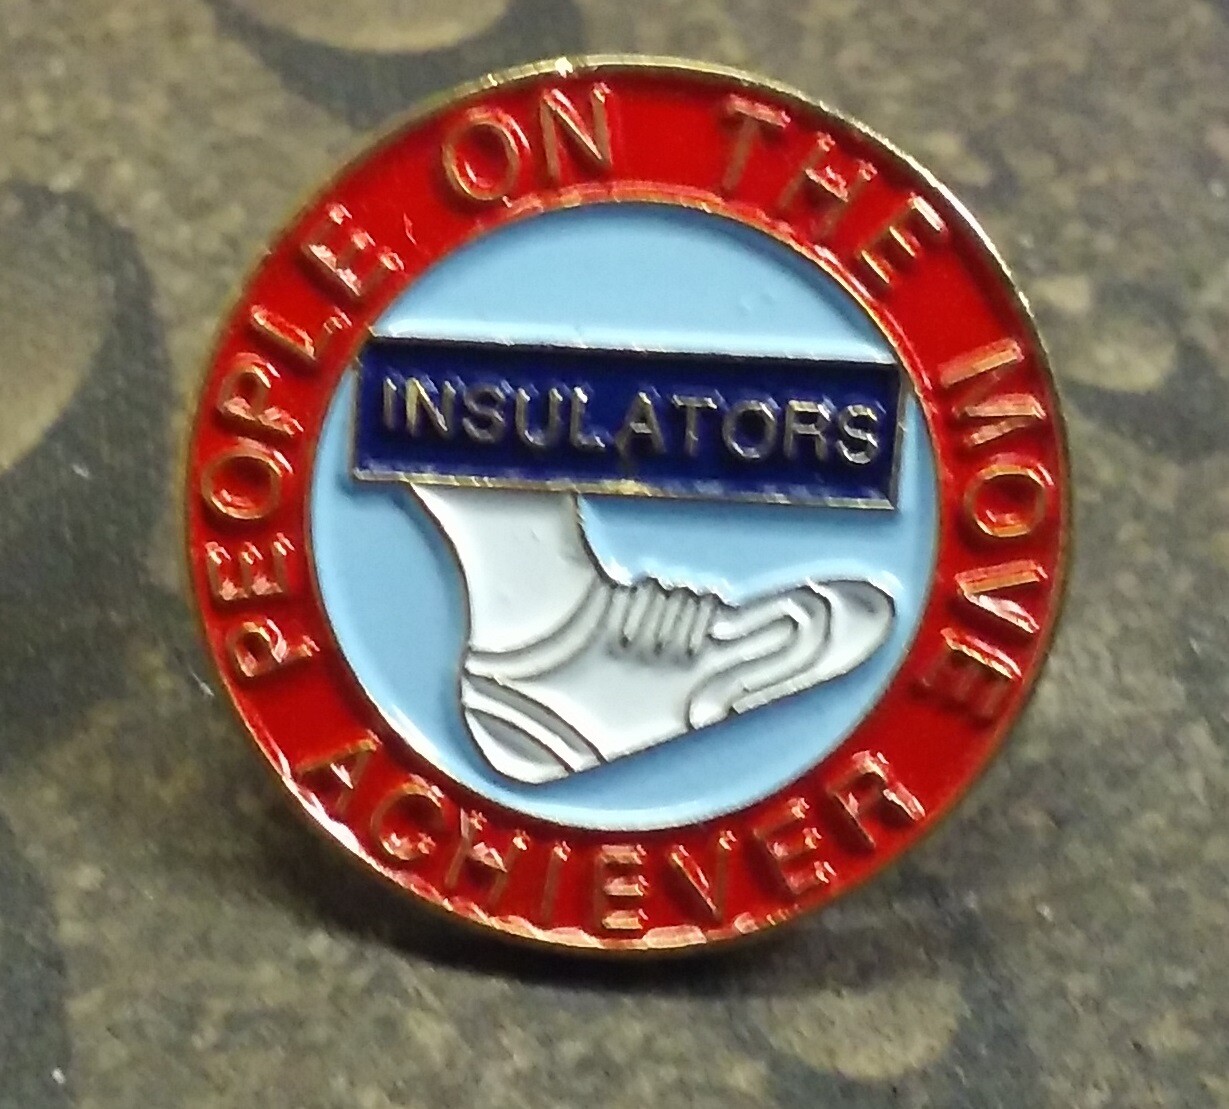 PEOPLE ON THE MOVE
INSULATORS
ACHIEVER